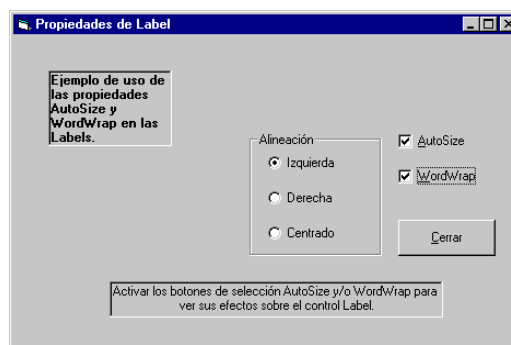 Propiedades de Label
Ejemplo de uso de
las propiedades
AutoSize y
WordWrap en las
Labels.
Alineación
Izquierda
Derecha
Centrado
AutoSize
WordWrap
Cerrar
Activar los botones de selección AutoSize y/o WordWrap para
ver sus efectos sobre el control Label.